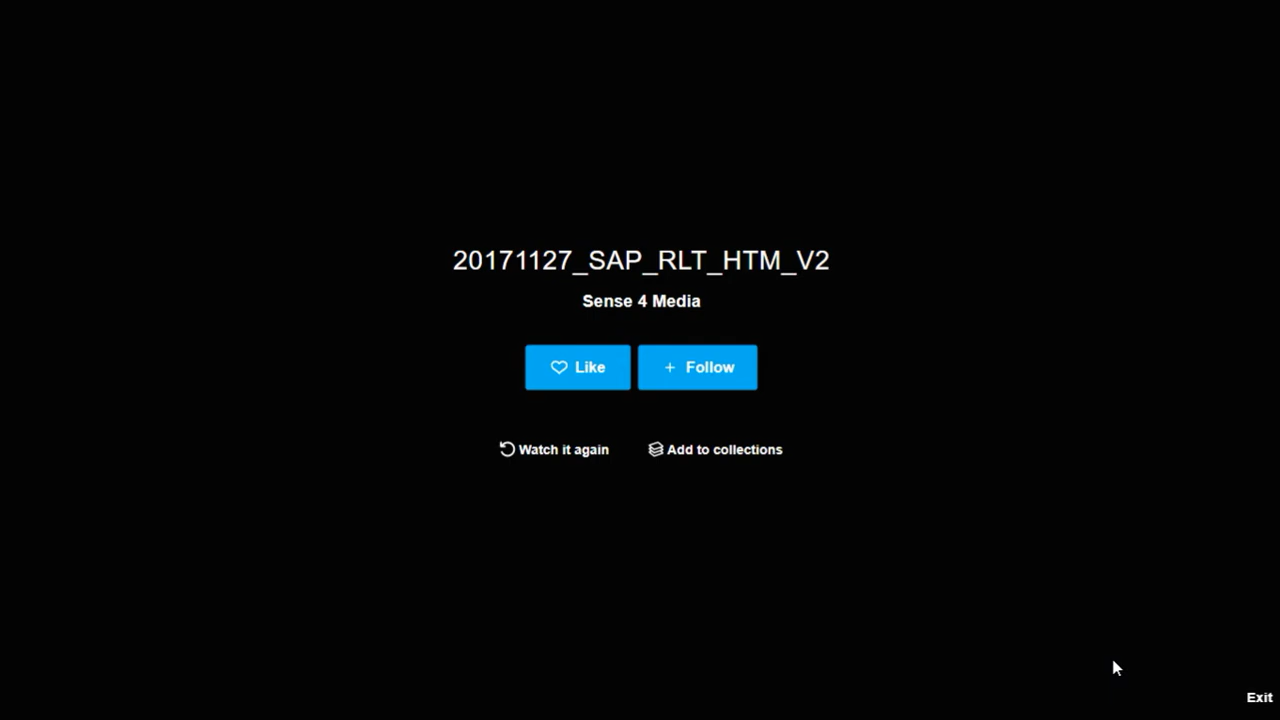 20171127_SAP_RLT_HTM_V2
Sense 4 Media
Like
Follow
Watch it again
Add to collections
Exit